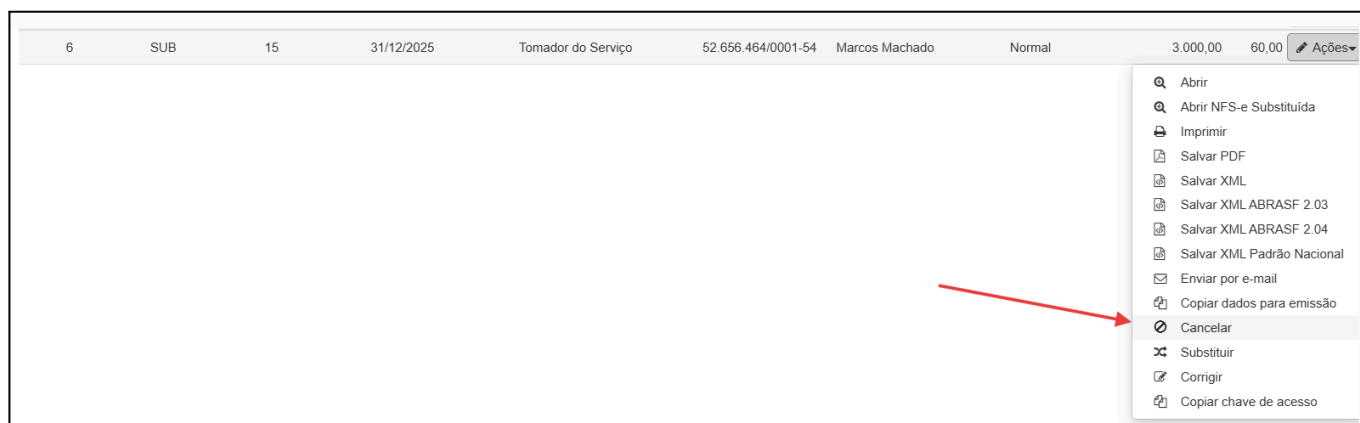 6 SUB 15 31/12/2025 Tomador do Serviço 52.656.464/0001-54 Marcos Machado Normal 3.000,00 60,00 Ações
Abrir
Abrir NFS-e Substituída
Imprimir
Salvar PDF
Salvar XML
Salvar XML ABRASF 2.03
Salvar XML ABRASF 2.04
Salvar XML Padrão Nacional
Enviar por e-mail
Copiar dados para emissão
Cancelar
Substituir
Corrigir
Copiar chave de acesso